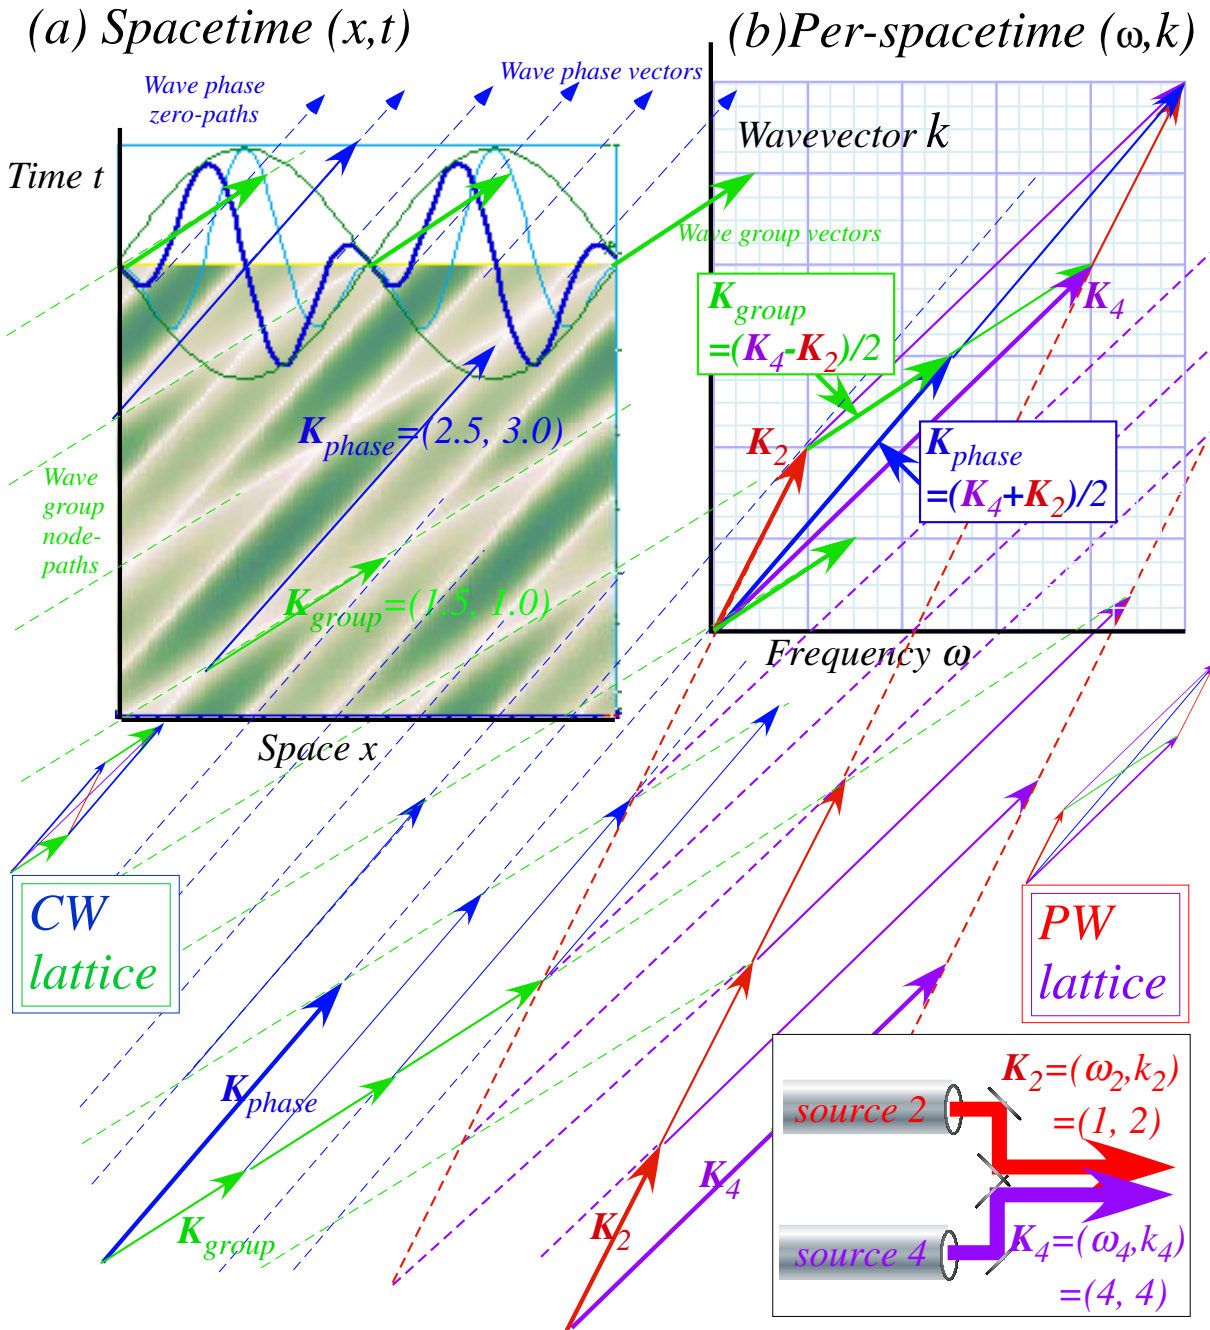 (a) Spacetime (x,t)
(b)Per-spacetime (ω,k)
Wave phase
zero-paths
Wave phase vectors
Time t
Wavevector k
Wave group vectors
K_group
=(K_4-K_2)/2
K_4
K_phase=(2.5, 3.0)
K_2
K_phase
=(K_4+K_2)/2
Wave
group
node-
paths
K_group=(1.5, 1.0)
Frequency ω
Space x
CW
lattice
PW
lattice
K_phase
K_group
K_4
K_2
source 2
K_2=(ω_2,k_2)
=(1, 2)
source 4
K_4=(ω_4,k_4)
=(4, 4)